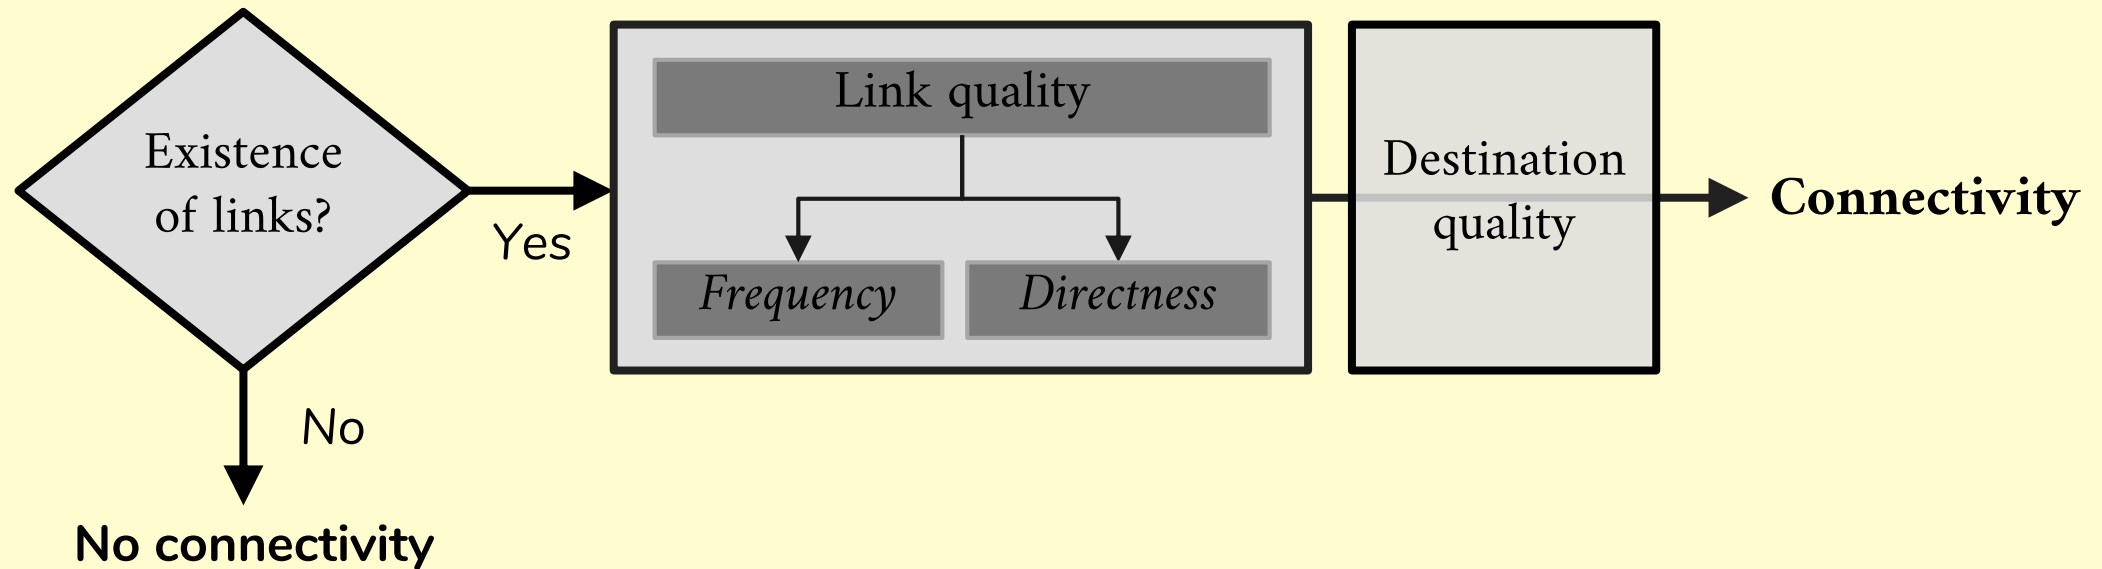 Existence
of links?
Yes
No
No connectivity
Link quality
Frequency
Directness
Destination
quality
Connectivity